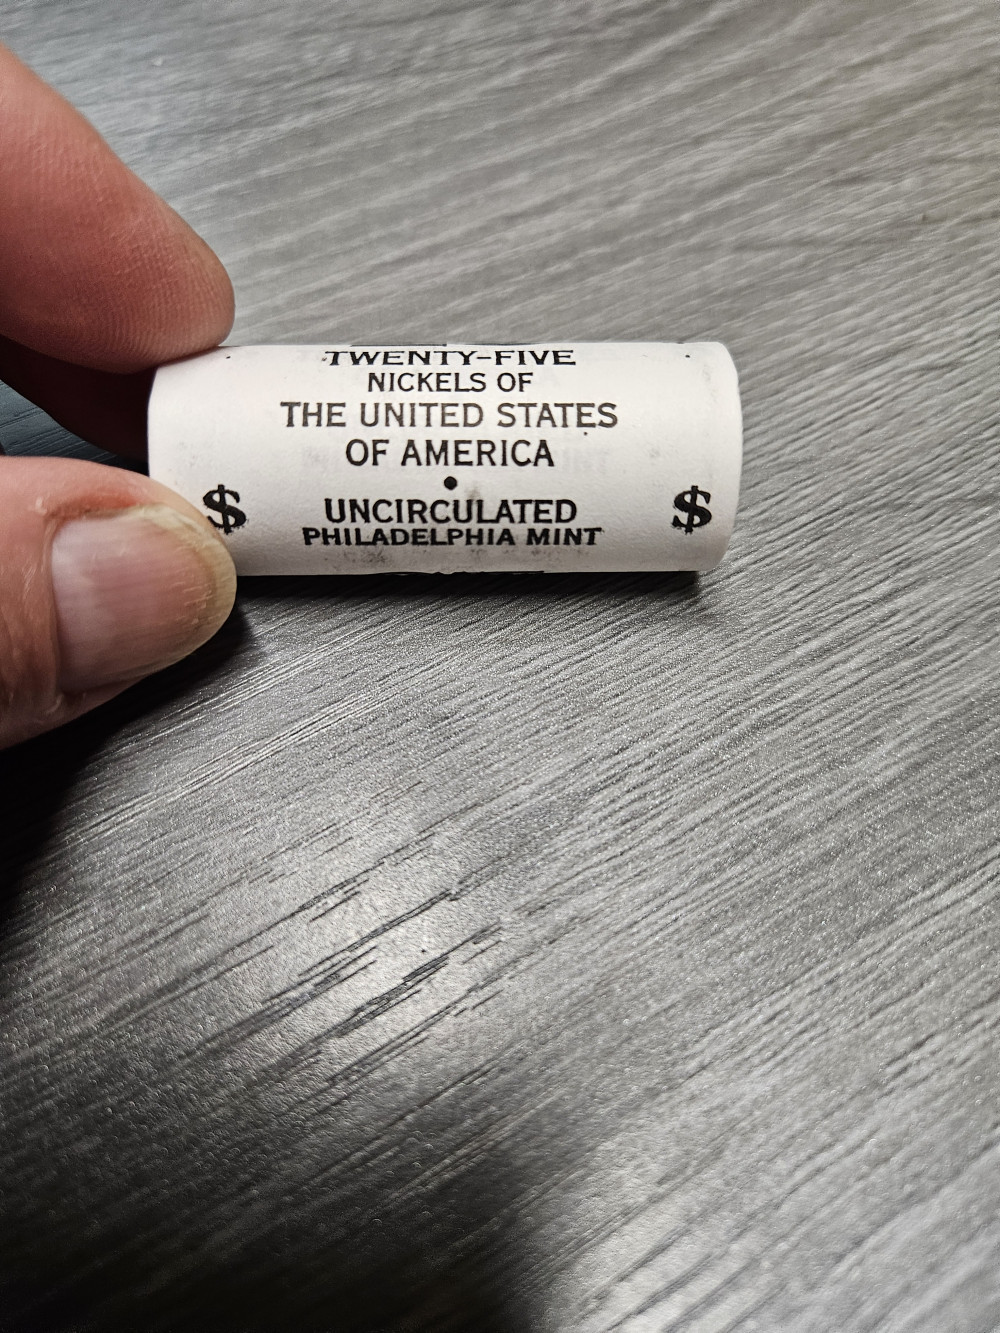 TWENTY-FIVE
NICKELS OF
THE UNITED STATES
OF AMERICA
•
$ UNCIRCULATED $
PHILADELPHIA MINT